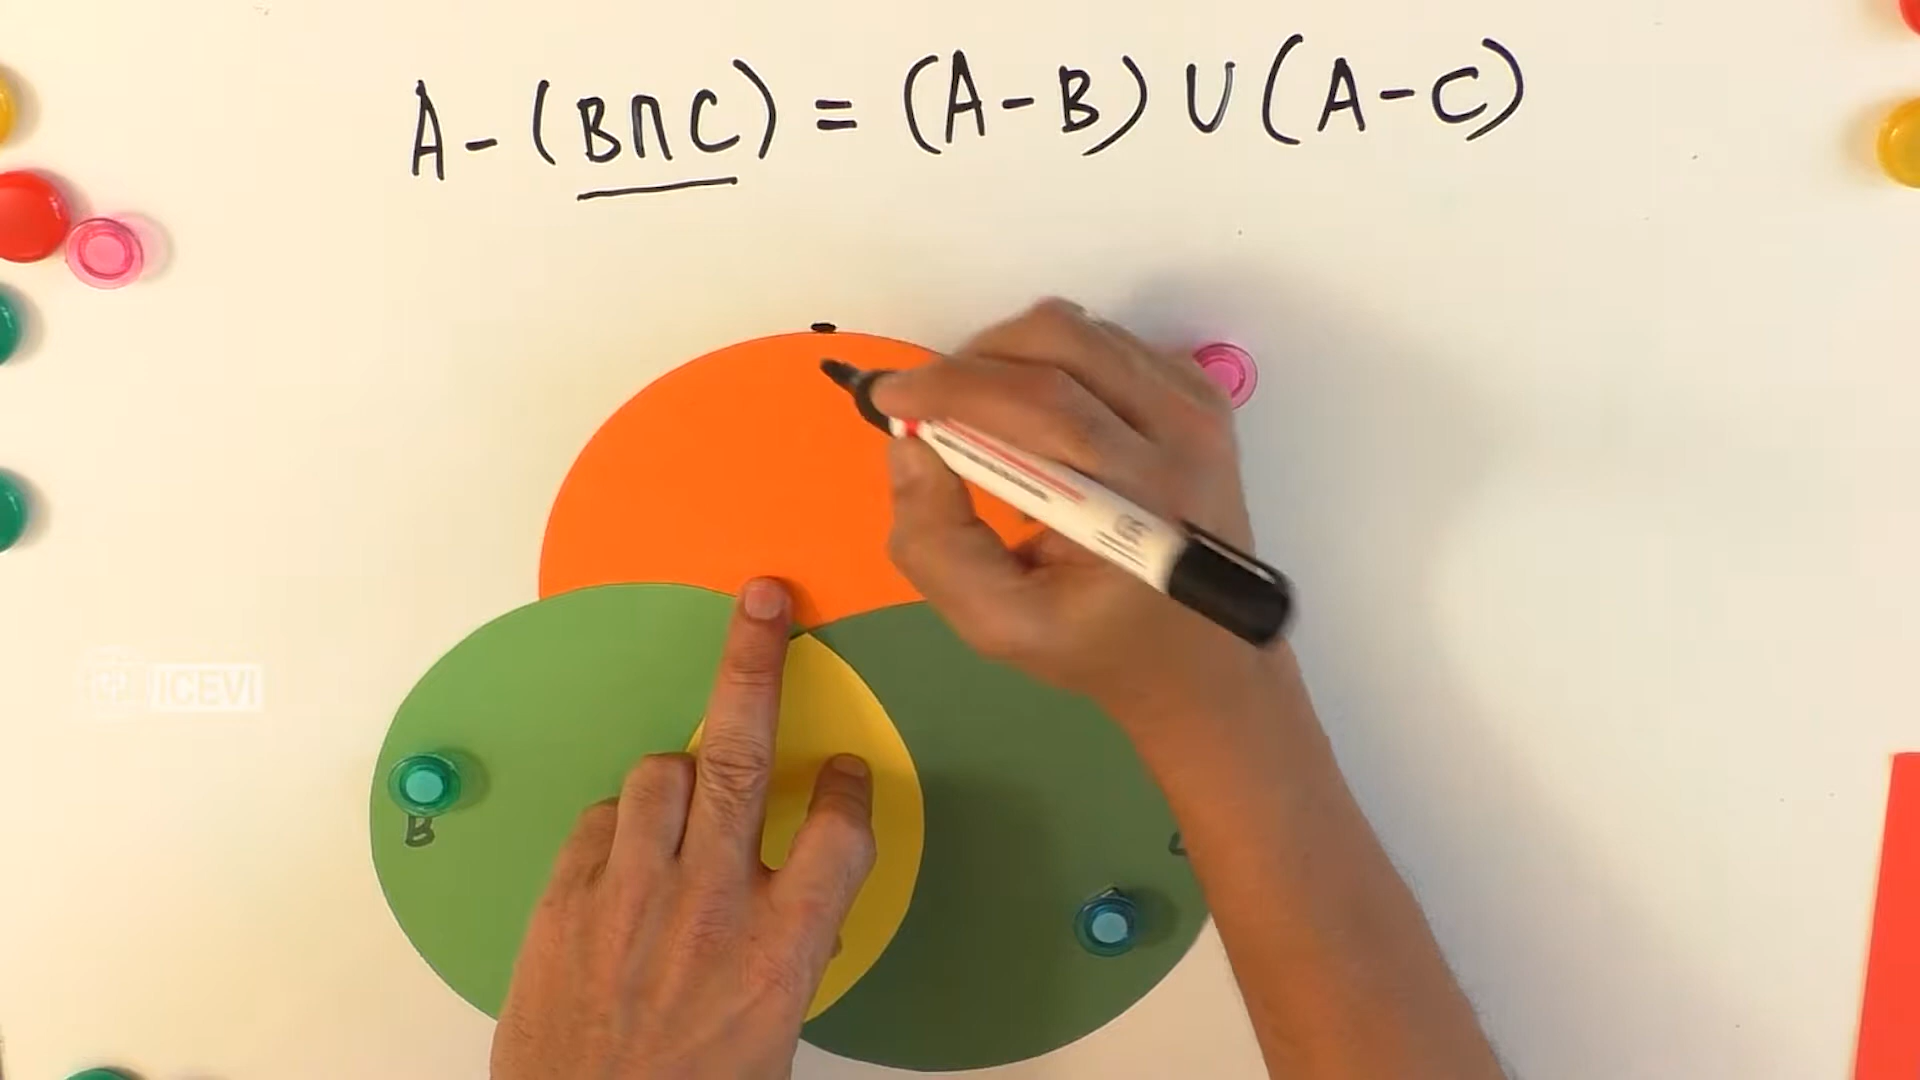 A - (B∩C) = (A - B) ∪ (A - C)
ICEVI
B